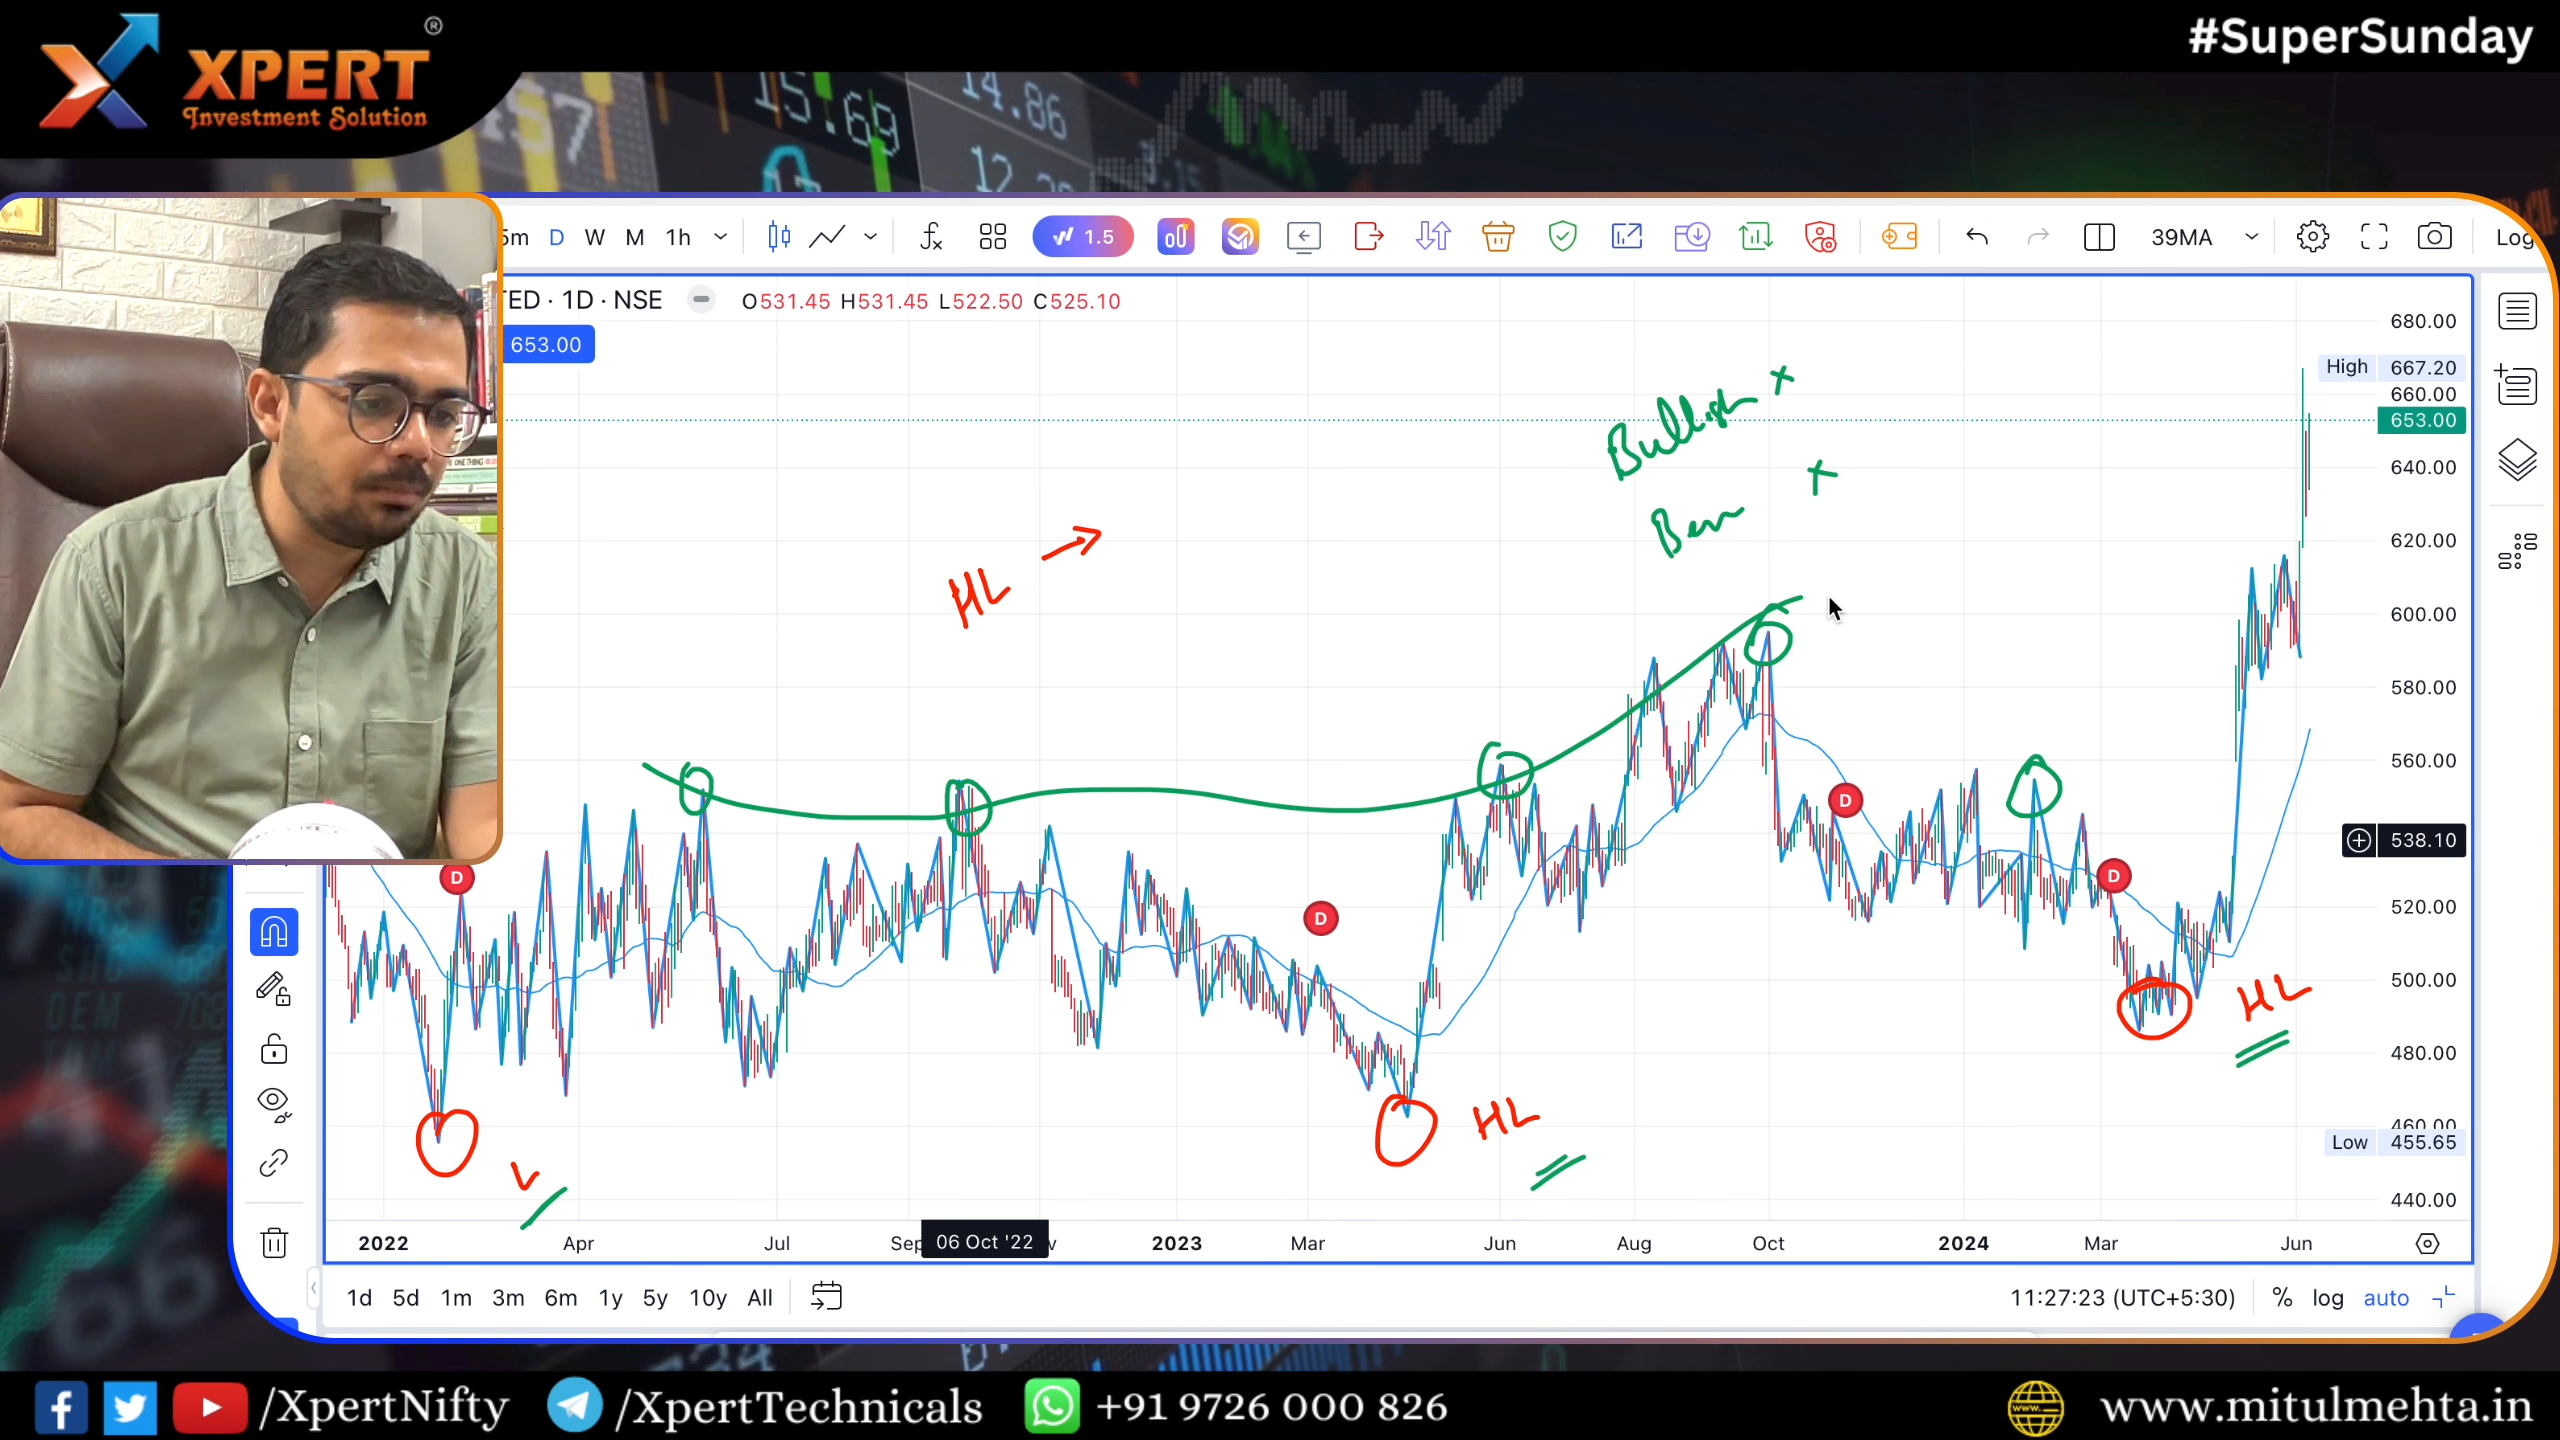 XPERT®
Investment Solution
#SuperSunday
15.69
14.86
5m D W M 1h 1.5 39MA Log
TED · 1D · NSE O531.45 H531.45 L522.50 C525.10
653.00
680.00
High 667.20
660.00
653.00
640.00
620.00
600.00
580.00
560.00
538.10
520.00
500.00
480.00
460.00
Low 455.65
440.00
Bullish x
Bear x
HL
D
D
D
D
HL
HL
L
2022 Apr Jul Sep 06 Oct '22 2023 Mar Jun Aug Oct 2024 Mar Jun
1d 5d 1m 3m 6m 1y 5y 10y All 11:27:23 (UTC+5:30) % log auto
/XpertNifty /XpertTechnicals +91 9726 000 826 www.mitulmehta.in